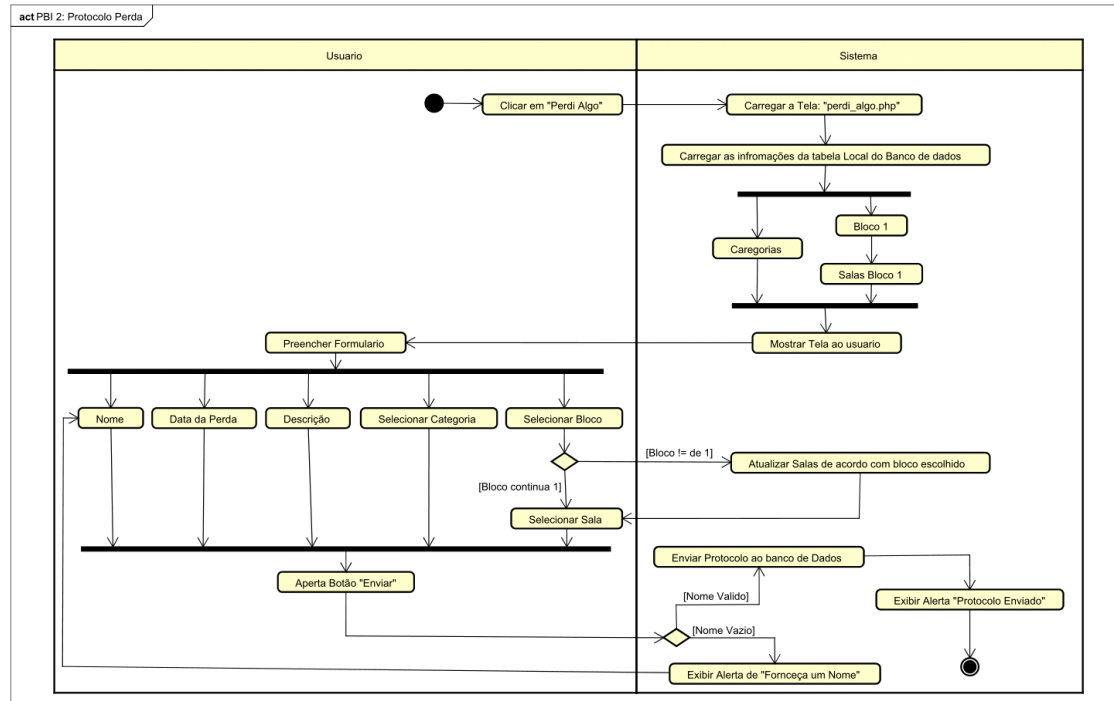 act PBI 2: Protocolo Perda
Usuario
Sistema
Clicar em "Perdi Algo"
Carregar a Tela: "perdi_algo.php"
Carregar as infromações da tabela Local do Banco de dados
Bloco 1
Caregorias
Salas Bloco 1
Preencher Formulario
Mostrar Tela ao usuario
Nome
Data da Perda
Descrição
Selecionar Categoria
Selecionar Bloco
[Bloco != de 1]
Atualizar Salas de acordo com bloco escolhido
[Bloco continua 1]
Selecionar Sala
Enviar Protocolo ao banco de Dados
Aperta Botão "Enviar"
[Nome Valido]
Exibir Alerta "Protocolo Enviado"
[Nome Vazio]
Exibir Alerta de "Fornceça um Nome"